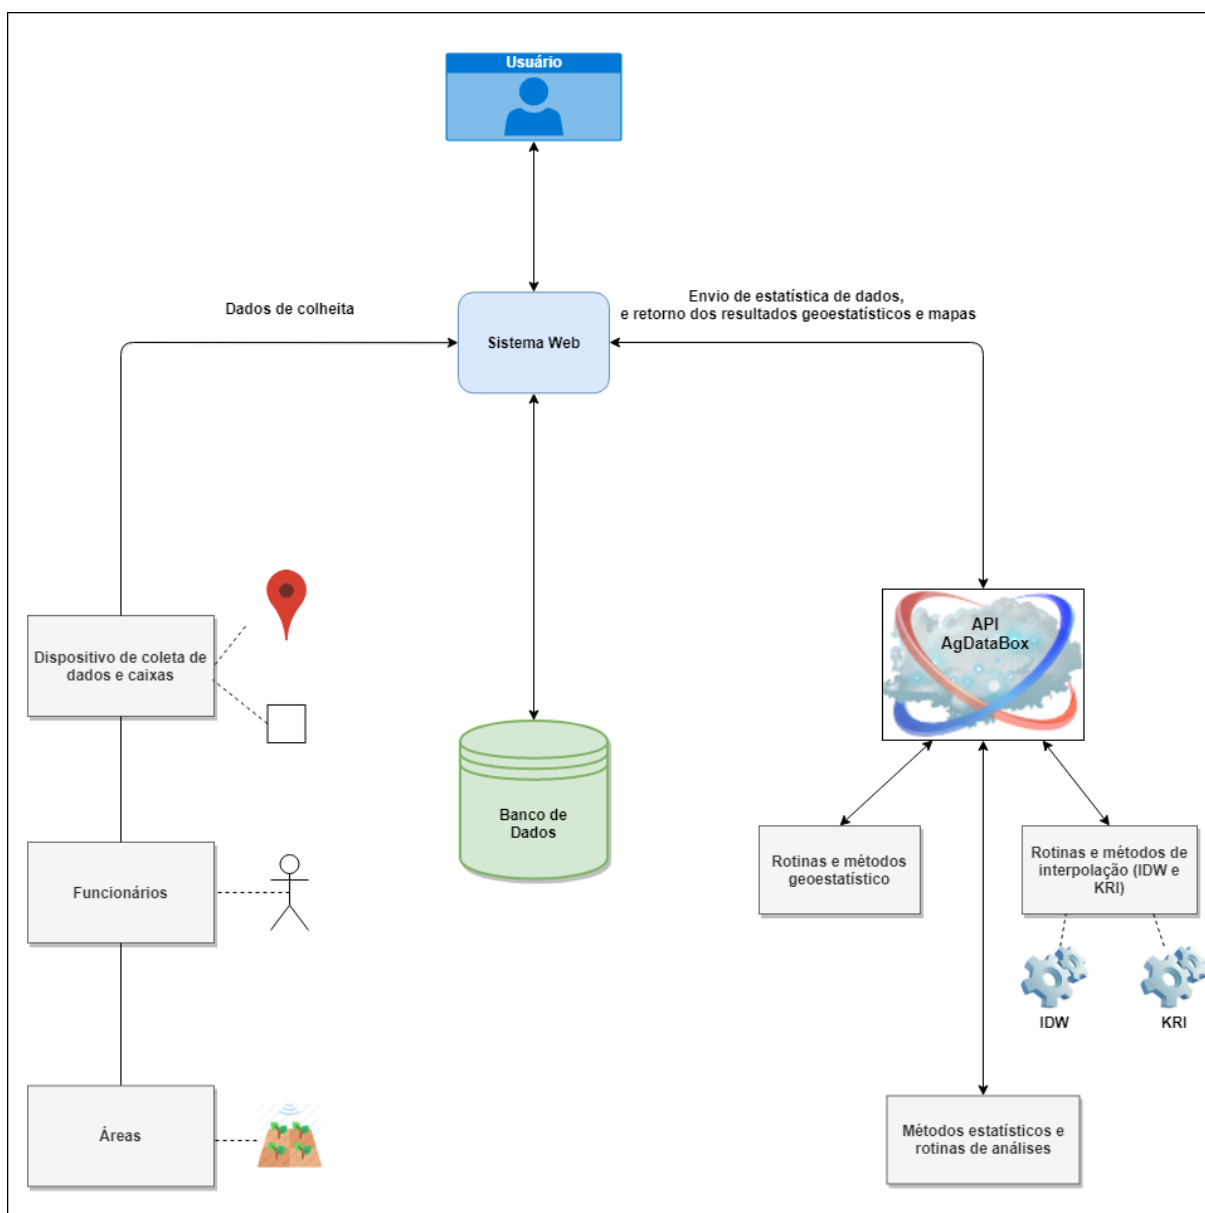 Usuário
Dados de colheita
Envio de estatística de dados,
e retorno dos resultados geoestatísticos e mapas
Sistema Web
Dispositivo de coleta de
dados e caixas
API
AgDataBox
Banco de
Dados
Rotinas e métodos
geoestatístico
Rotinas e métodos de
interpolação (IDW e
KRI)
Funcionários
IDW
KRI
Áreas
Métodos estatísticos e
rotinas de análises